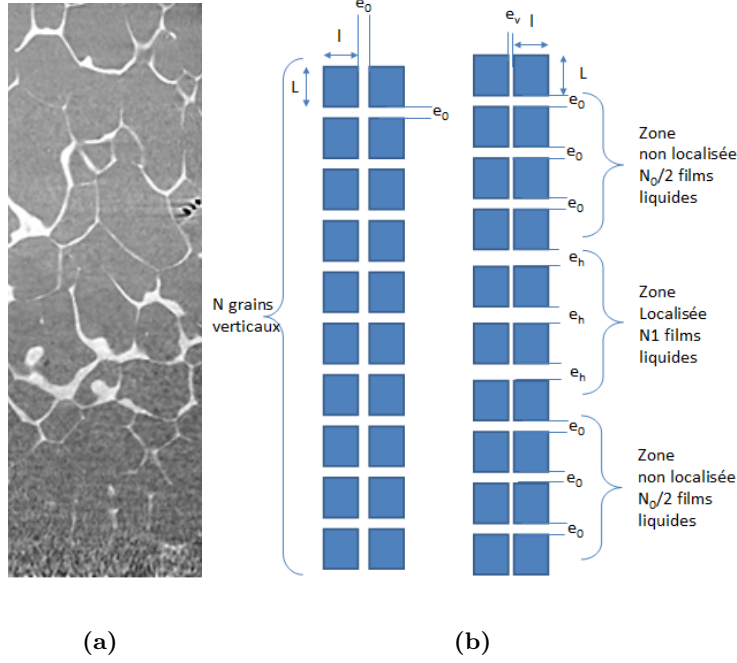 e₀
l
L
e₀
N grains
verticaux
eᵥ
l
L
e₀
e₀
e₀
Zone
non localisée
N₀/2 films
liquides
eₕ
eₕ
eₕ
Zone
Localisée
N1 films
liquides
e₀
e₀
e₀
Zone
non localisée
N₀/2 films
liquides
(a)
(b)